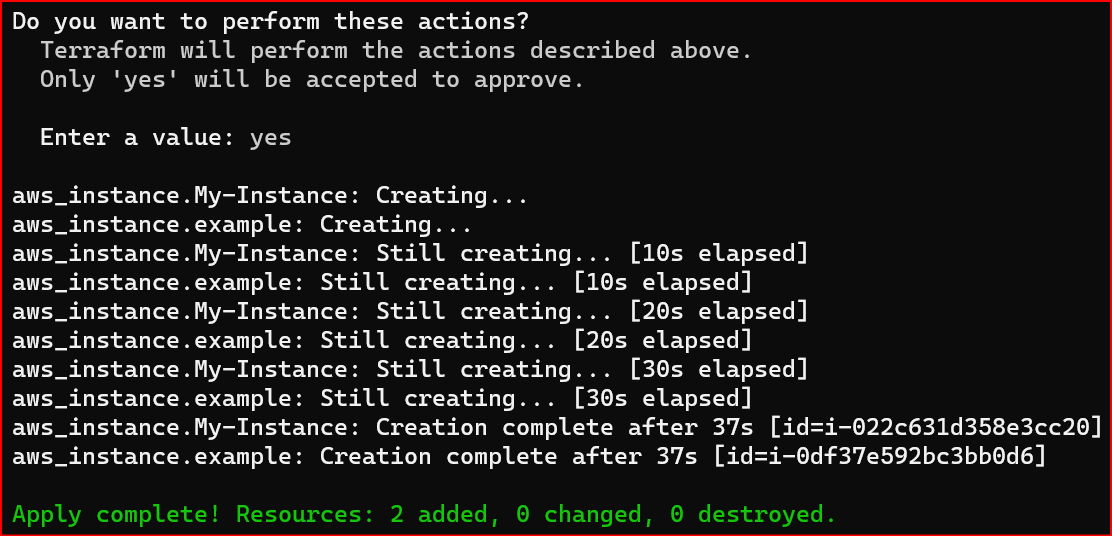 Do you want to perform these actions?
Terraform will perform the actions described above.
Only 'yes' will be accepted to approve.
Enter a value: yes
aws_instance.My-Instance: Creating...
aws_instance.example: Creating...
aws_instance.My-Instance: Still creating... [10s elapsed]
aws_instance.example: Still creating... [10s elapsed]
aws_instance.My-Instance: Still creating... [20s elapsed]
aws_instance.example: Still creating... [20s elapsed]
aws_instance.My-Instance: Still creating... [30s elapsed]
aws_instance.example: Still creating... [30s elapsed]
aws_instance.My-Instance: Creation complete after 37s [id=i-022c631d358e3cc20]
aws_instance.example: Creation complete after 37s [id=i-0df37e592bc3bb0d6]
Apply complete! Resources: 2 added, 0 changed, 0 destroyed.